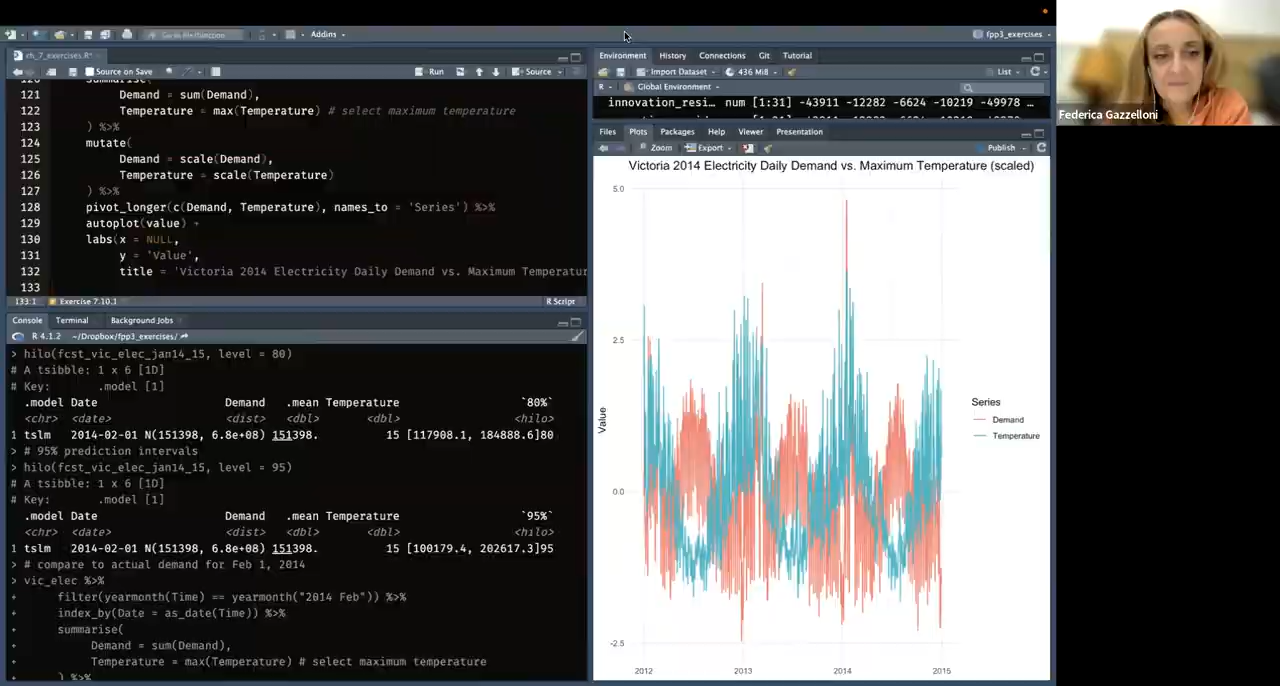 Go to file/function
Addins
fpp3_exercises
ch_7_exercises.R*
Source on Save
Run
Source
121 Demand = sum(Demand),
122 Temperature = max(Temperature) # select maximum temperature
123 ) %>%
124 mutate(
125 Demand = scale(Demand),
126 Temperature = scale(Temperature)
127 ) %>%
128 pivot_longer(c(Demand, Temperature), names_to = 'Series') %>%
129 autoplot(value) +
130 labs(x = NULL,
131 y = 'Value',
132 title = 'Victoria 2014 Electricity Daily Demand vs. Maximum Temperatur
133
133:1 Exercise 7.10.1 R Script
Console Terminal Background Jobs
R 4.1.2 ~/Dropbox/fpp3_exercises/
> hilo(fcst_vic_elec_jan14_15, level = 80)
# A tsibble: 1 x 6 [1D]
# Key: .model [1]
.model Date Demand .mean Temperature `80%`
<chr> <date> <dist> <dbl> <dbl> <hilo>
1 tslm 2014-02-01 N(151398, 6.8e+08) 151398. 15 [117908.1, 184888.6]80
> # 95% prediction intervals
> hilo(fcst_vic_elec_jan14_15, level = 95)
# A tsibble: 1 x 6 [1D]
# Key: .model [1]
.model Date Demand .mean Temperature `95%`
<chr> <date> <dist> <dbl> <dbl> <hilo>
1 tslm 2014-02-01 N(151398, 6.8e+08) 151398. 15 [100179.4, 202617.3]95
> # compare to actual demand for Feb 1, 2014
> vic_elec %>%
+ filter(yearmonth(Time) == yearmonth("2014 Feb")) %>%
+ index_by(Date = as_date(Time)) %>%
+ summarise(
+ Demand = sum(Demand),
+ Temperature = max(Temperature) # select maximum temperature
+ ) %>%
Environment History Connections Git Tutorial
Import Dataset 436 MiB List
R Global Environment
innovation_resi… num [1:31] -43911 -12282 -6624 -10219 -49978 …
Files Plots Packages Help Viewer Presentation
Zoom Export Publish
Victoria 2014 Electricity Daily Demand vs. Maximum Temperature (scaled)
5.0
2.5
0.0
-2.5
Value
2012 2013 2014 2015
Series
Demand
Temperature
Federica Gazzelloni